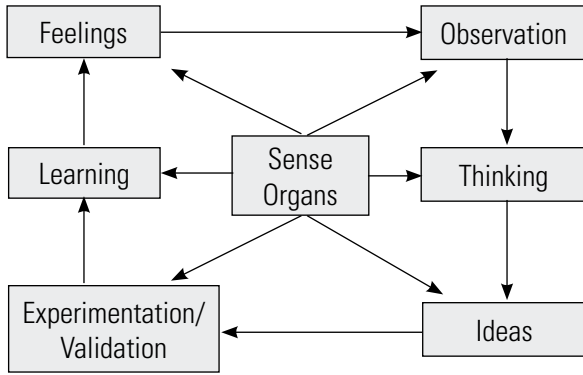 Feelings
Observation
Learning
Sense
Organs
Thinking
Experimentation/
Validation
Ideas